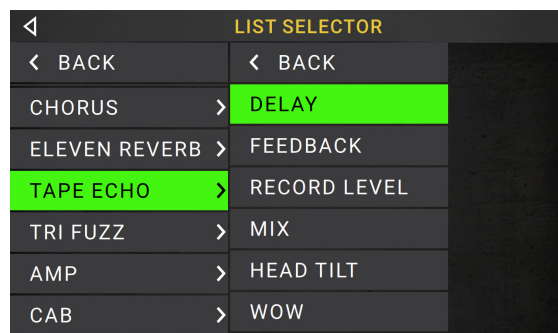 LIST SELECTOR
BACK
CHORUS
ELEVEN REVERB
TAPE ECHO
TRI FUZZ
AMP
CAB
BACK
DELAY
FEEDBACK
RECORD LEVEL
MIX
HEAD TILT
WOW